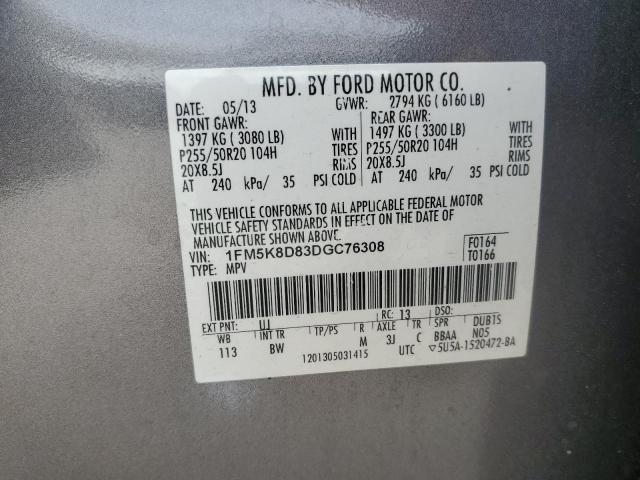 MFD. BY FORD MOTOR CO.
DATE: 05/13 GVWR: 2794 KG ( 6160 LB)
FRONT GAWR: REAR GAWR:
1397 KG ( 3080 LB) WITH 1497 KG ( 3300 LB) WITH
P255/50R20 104H TIRES P255/50R20 104H TIRES
20X8.5J RIMS 20X8.5J RIMS
AT 240 kPa/ 35 PSI COLD AT 240 kPa/ 35 PSI COLD
THIS VEHICLE CONFORMS TO ALL APPLICABLE FEDERAL MOTOR
VEHICLE SAFETY STANDARDS IN EFFECT ON THE DATE OF
MANUFACTURE SHOWN ABOVE.
VIN: 1FM5K8D83DGC76308 F0164
TYPE: MPV T0166
EXT PNT: UJ RC: 13 DSO:
WB INT TR TP/PS R AXLE TR SPR DUB1S
113 BW M 3J C BBAA N05
1201305031415 UTC ▽5U5A-1520472-BA